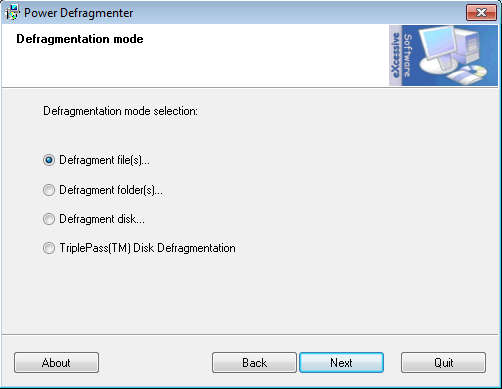 Power Defragmenter
Defragmentation mode
eXcessive
Software
Defragmentation mode selection:
Defragment file(s)...
Defragment folder(s)...
Defragment disk...
TriplePass(TM) Disk Defragmentation
About
Back
Next
Quit